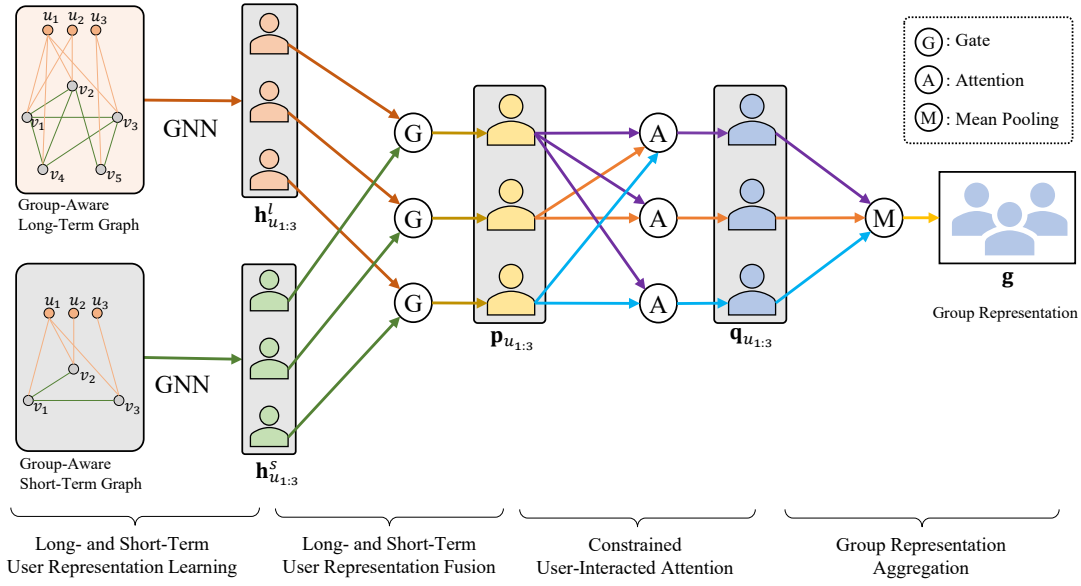 u₁ u₂ u₃
v₂
v₁ v₃
v₄ v₅
Group-Aware
Long-Term Graph
GNN
h^l_{u_{1:3}}
u₁ u₂ u₃
v₂
v₁ v₃
Group-Aware
Short-Term Graph
GNN
h^s_{u_{1:3}}
G
G
G
p_{u_{1:3}}
A
A
A
q_{u_{1:3}}
M
g
Group Representation
G : Gate
A : Attention
M : Mean Pooling
Long- and Short-Term
User Representation Learning
Long- and Short-Term
User Representation Fusion
Constrained
User-Interacted Attention
Group Representation
Aggregation